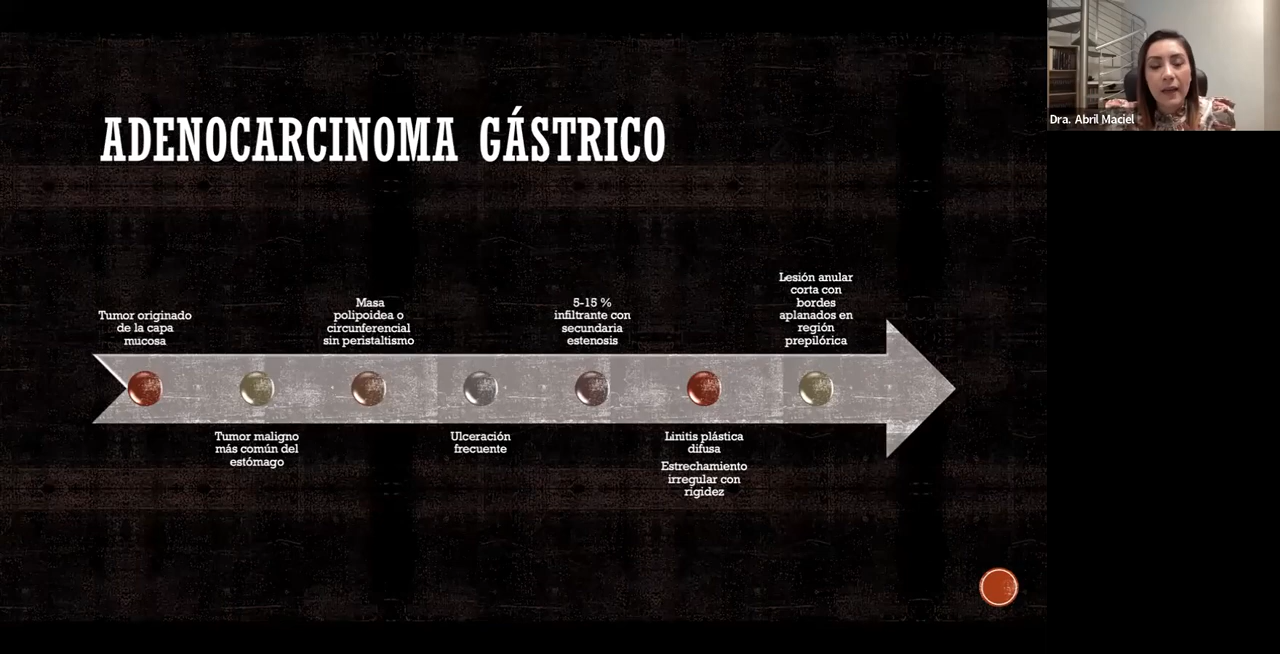 ADENOCARCINOMA GÁSTRICO
Tumor originado
de la capa
mucosa
Tumor maligno
más común del
estómago
Masa
polipoidea o
circunferencial
sin peristaltismo
Ulceración
frecuente
5-15 %
infiltrante con
secundaria
estenosis
Linitis plástica
difusa
Estrechamiento
irregular con
rigidez
Lesión anular
corta con
bordes
aplanados en
región
prepilórica
Dra. Abril Maciel